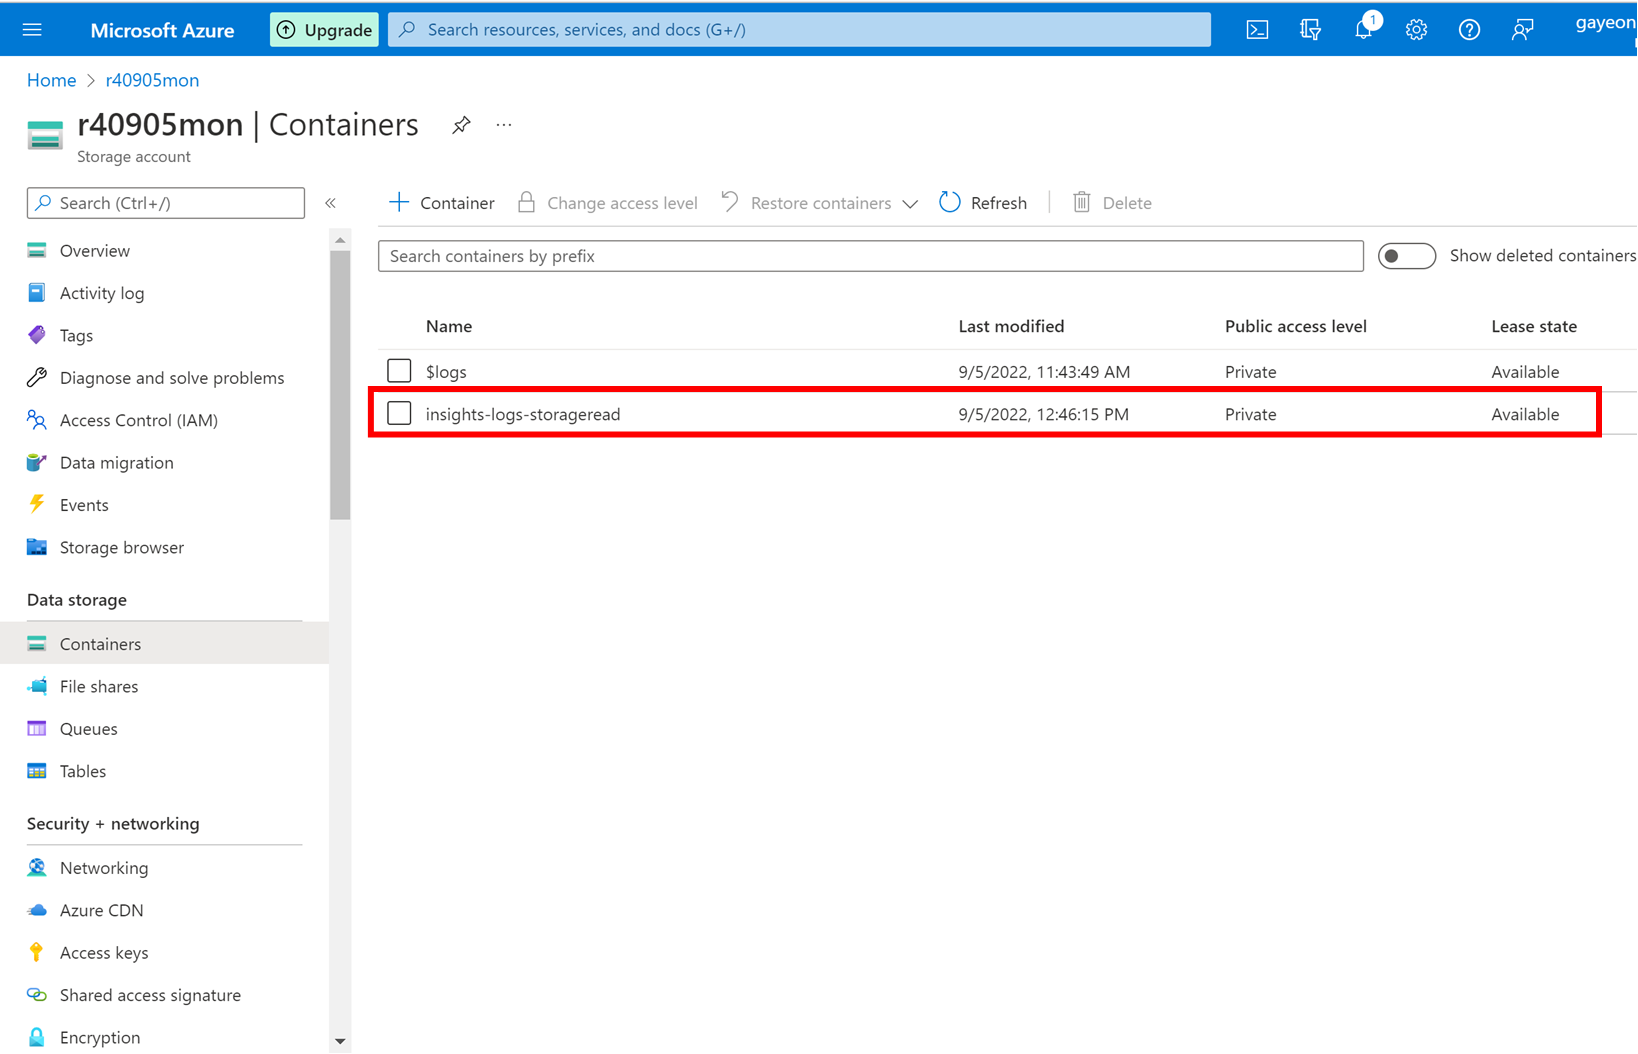 Microsoft Azure
Upgrade
Search resources, services, and docs (G+/)
1
gayeon
Home > r40905mon
r40905mon | Containers
...
Storage account
Search (Ctrl+/)
«
Container
Change access level
Restore containers
Refresh
Delete
Overview
Activity log
Tags
Diagnose and solve problems
Access Control (IAM)
Data migration
Events
Storage browser
Data storage
Containers
File shares
Queues
Tables
Security + networking
Networking
Azure CDN
Access keys
Shared access signature
Encryption
Search containers by prefix
Show deleted containers
Name Last modified Public access level Lease state
$logs 9/5/2022, 11:43:49 AM Private Available
insights-logs-storageread 9/5/2022, 12:46:15 PM Private Available